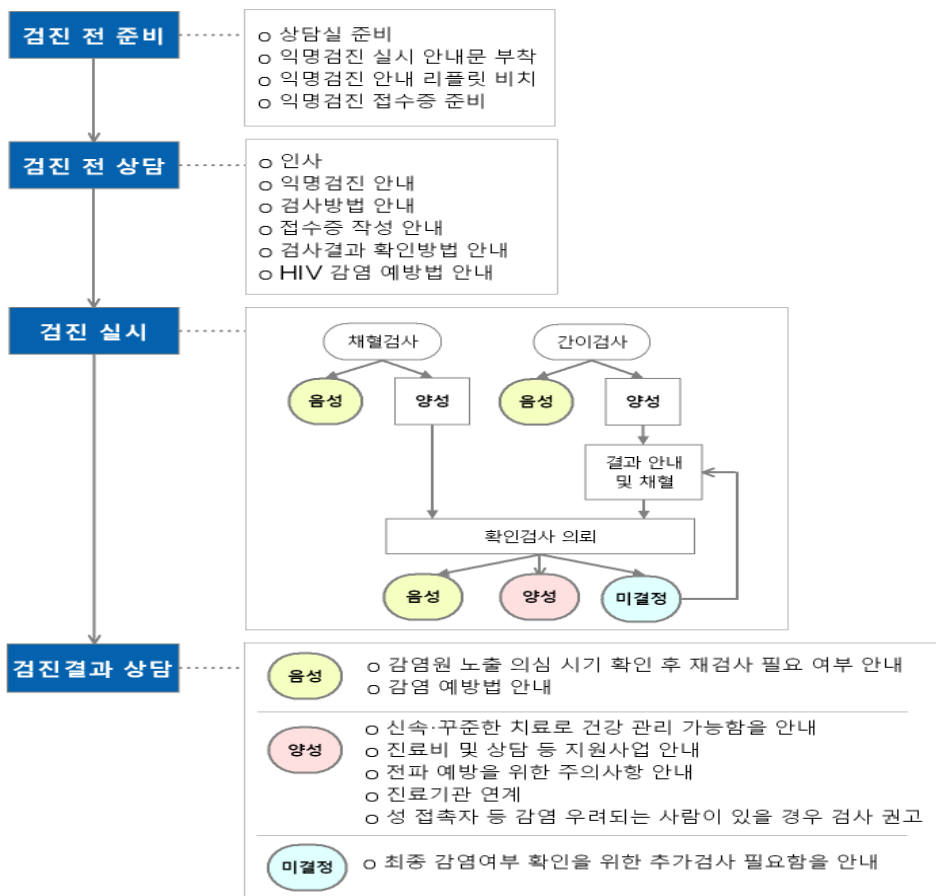 검진 전 준비
o 상담실 준비
o 익명검진 실시 안내문 부착
o 익명검진 안내 리플릿 비치
o 익명검진 접수증 준비
검진 전 상담
o 인사
o 익명검진 안내
o 검사방법 안내
o 접수증 작성 안내
o 검사결과 확인방법 안내
o HIV 감염 예방법 안내
검진 실시
채혈검사
간이검사
음성
양성
음성
양성
결과 안내
및 채혈
확인검사 의뢰
음성
양성
미결정
검진결과 상담
음성
o 감염원 노출 의심 시기 확인 후 재검사 필요 여부 안내
o 감염 예방법 안내
양성
o 신속·꾸준한 치료로 건강 관리 가능함을 안내
o 진료비 및 상담 등 지원사업 안내
o 전파 예방을 위한 주의사항 안내
o 진료기관 연계
o 성 접촉자 등 감염 우려되는 사람이 있을 경우 검사 권고
미결정
o 최종 감염여부 확인을 위한 추가검사 필요함을 안내